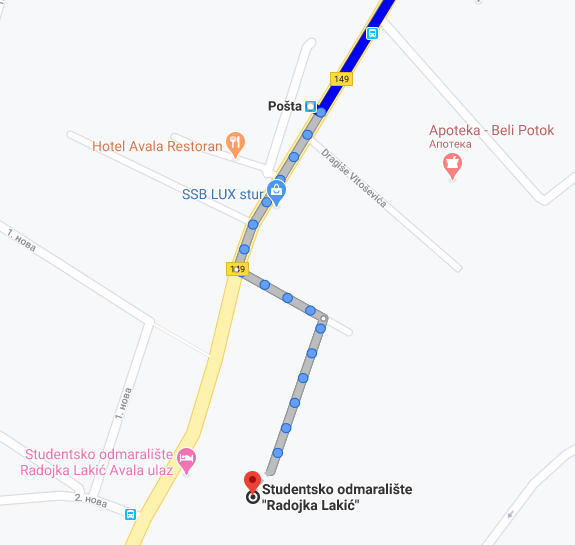 149
Pošta
Apoteka - Beli Potok
Апотека
Hotel Avala Restoran
Dragiše Vitoševića
SSB LUX stur
1. нова
149
1. нова
Studentsko odmaralište
Radojka Lakić Avala ulaz
Studentsko odmaralište
"Radojka Lakić"
2. нова